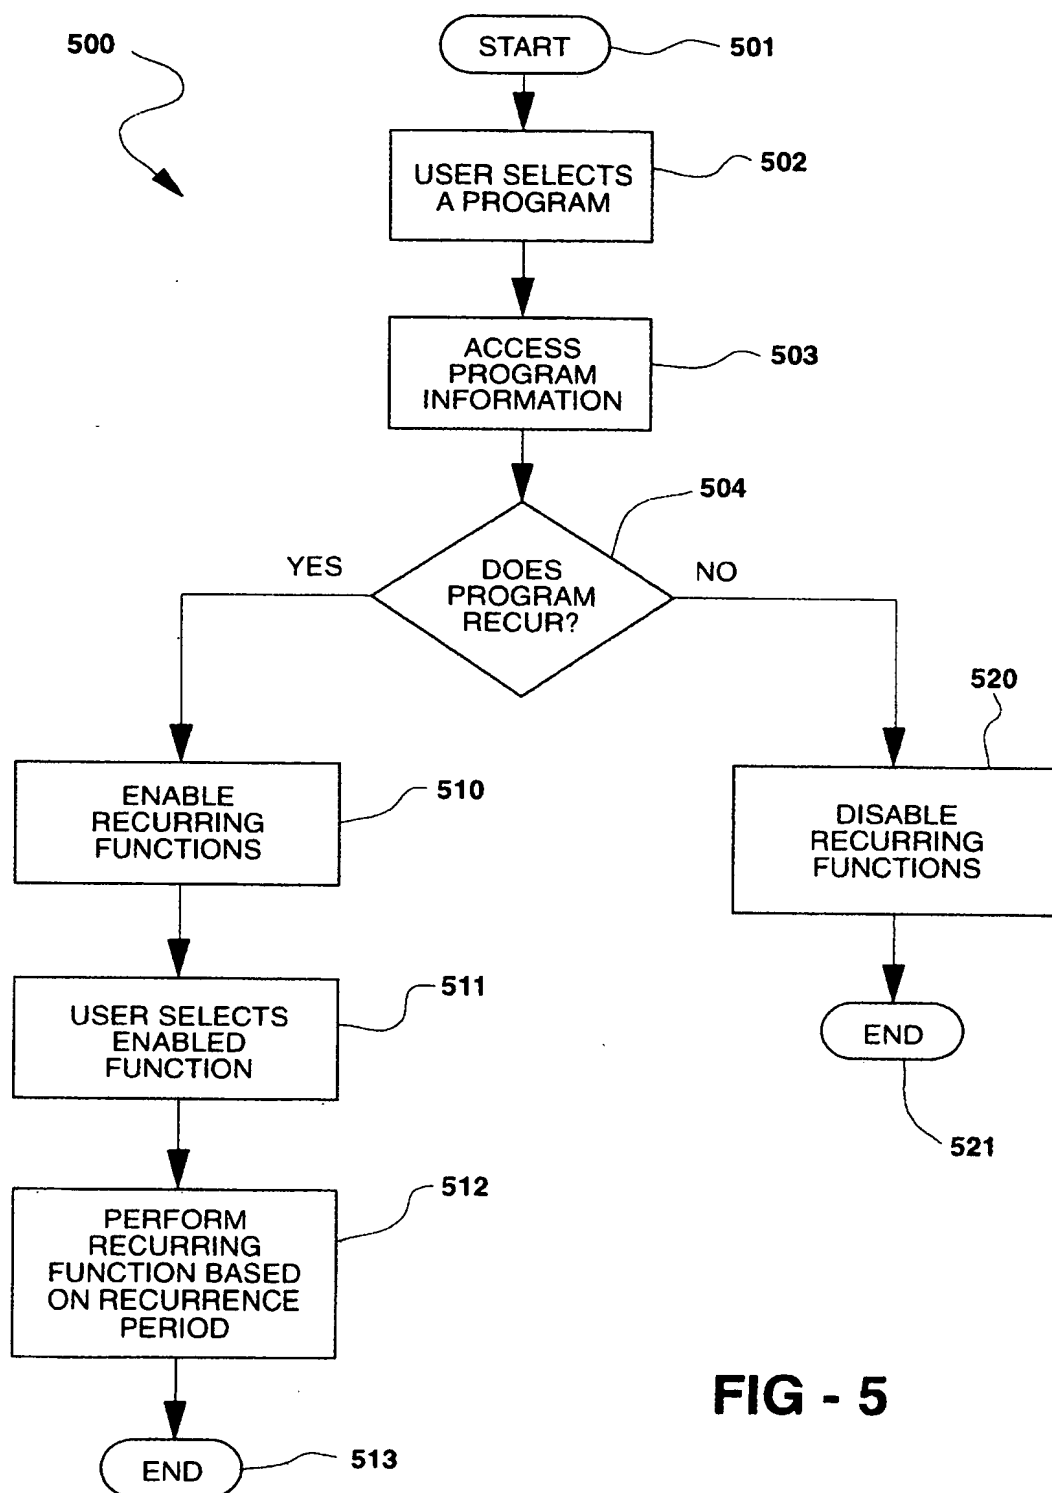 500
START
501
USER SELECTS
A PROGRAM
502
ACCESS
PROGRAM
INFORMATION
503
504
DOES
PROGRAM
RECUR?
YES
NO
520
ENABLE
RECURRING
FUNCTIONS
510
DISABLE
RECURRING
FUNCTIONS
USER SELECTS
ENABLED
FUNCTION
511
END
521
PERFORM
RECURRING
FUNCTION BASED
ON RECURRENCE
PERIOD
512
FIG - 5
END
513